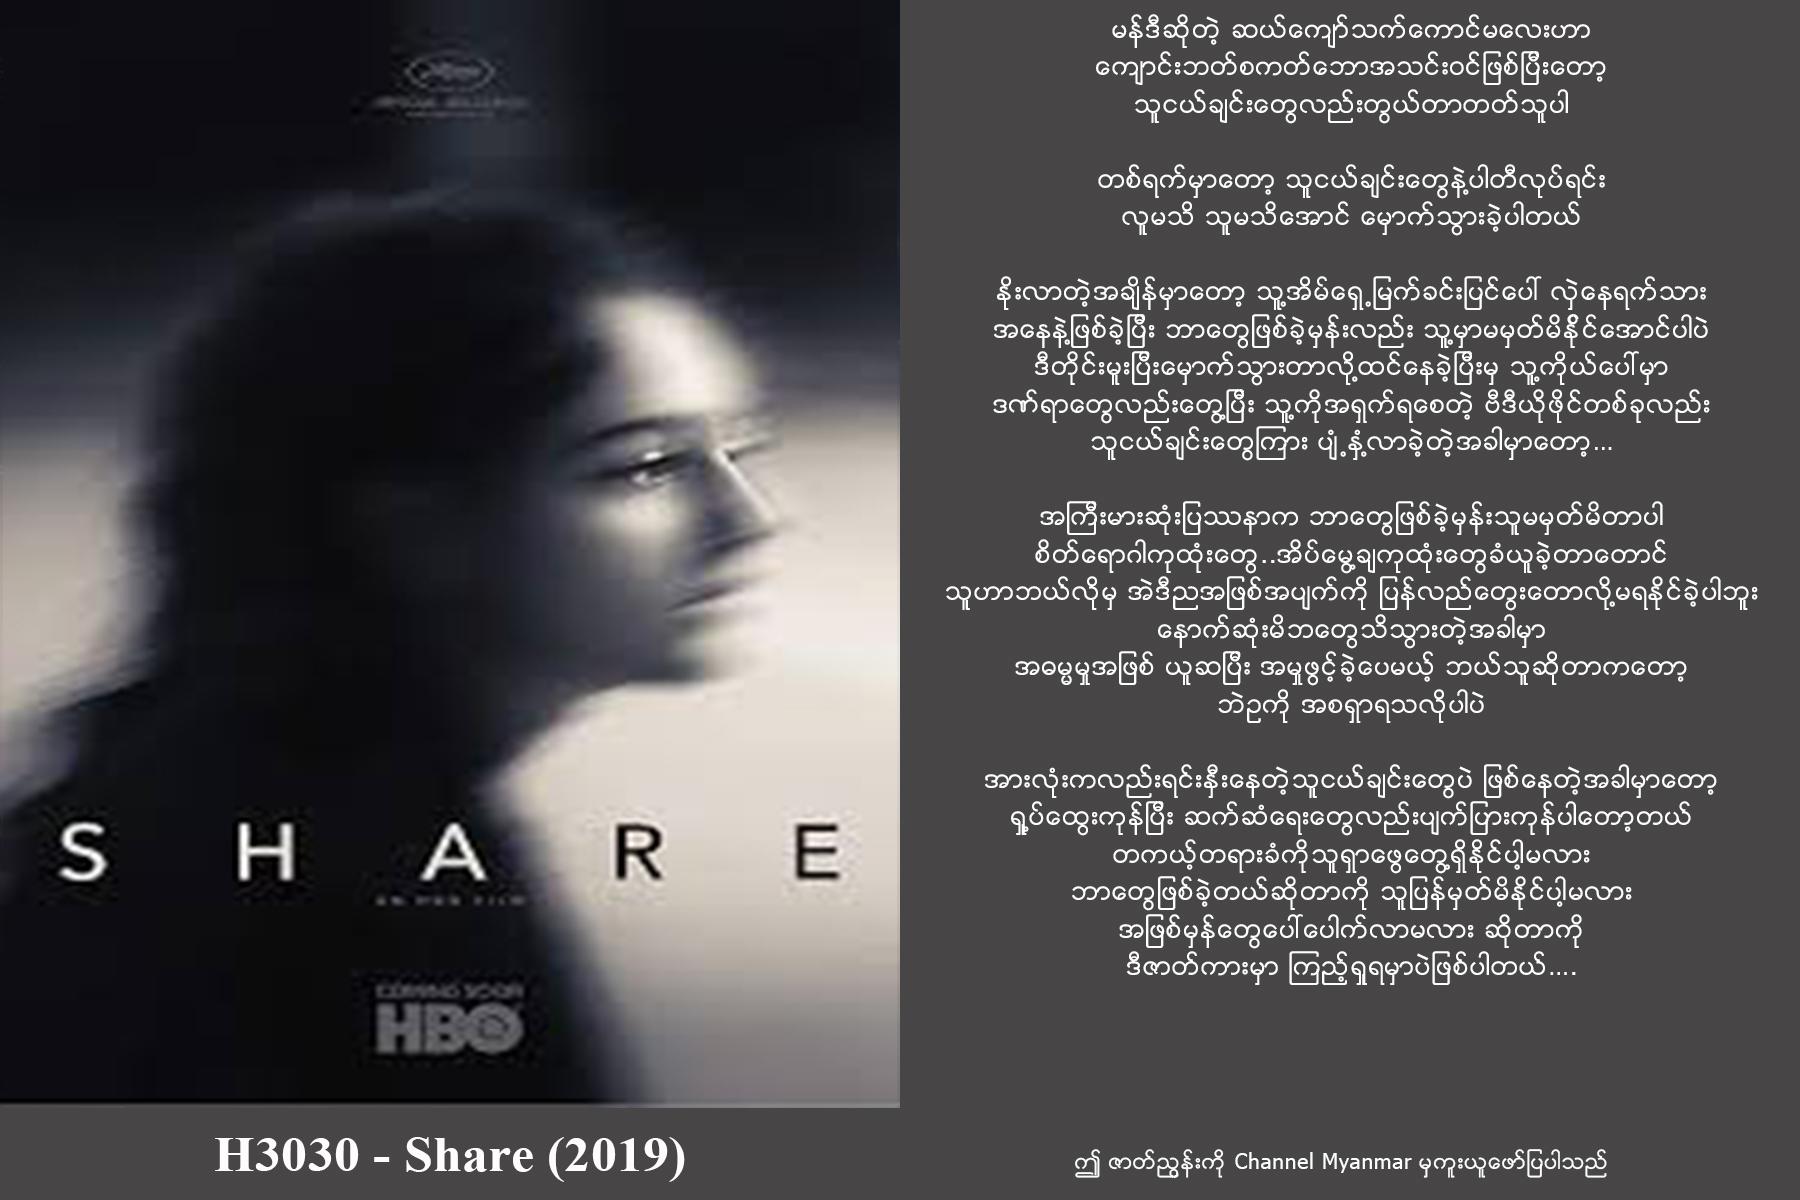 S H A R E
AN HBO FILM
COMING SOON
HBO
H3030 - Share (2019)
မန်ဒီဆိုတဲ့ ဆယ်ကျော်သက်ကောင်မလေးဟာ
ကျောင်းဘတ်စကတ်ဘောအသင်းဝင်ဖြစ်ပြီးတော့
သူငယ်ချင်းတွေလည်းတွယ်တာတတ်သူပါ
တစ်ရက်မှာတော့ သူငယ်ချင်းတွေနဲ့ပါတီလုပ်ရင်း
လူမသိ သူမသိအောင် မှောက်သွားခဲ့ပါတယ်
နိုးလာတဲ့အချိန်မှာတော့ သူ့အိမ်ရှေ့မြက်ခင်းပြင်ပေါ် လှဲနေရက်သား
အနေနဲ့ဖြစ်ခဲ့ပြီး ဘာတွေဖြစ်ခဲ့မှန်းလည်း သူ့မှာမမှတ်မိနိုင်အောင်ပါပဲ
ဒီတိုင်းမူးပြီးမှောက်သွားတာလို့ထင်နေခဲ့ပြီးမှ သူ့ကိုယ်ပေါ်မှာ
ဒဏ်ရာတွေလည်းတွေ့ပြီး သူ့ကိုအရှက်ရစေတဲ့ ဗီဒီယိုဖိုင်တစ်ခုလည်း
သူငယ်ချင်းတွေကြား ပျံ့နှံ့လာခဲ့တဲ့အခါမှာတော့...
အကြီးမားဆုံးပြဿနာက ဘာတွေဖြစ်ခဲ့မှန်းသူမမှတ်မိတာပါ
စိတ်ရောဂါကုထုံးတွေ..အိပ်မွေ့ချကုထုံးတွေခံယူခဲ့တာတောင်
သူဟာဘယ်လိုမှ အဲဒီညအဖြစ်အပျက်ကို ပြန်လည်တွေးတောလို့မရနိုင်ခဲ့ပါဘူး
နောက်ဆုံးမိဘတွေသိသွားတဲ့အခါမှာ
အဓမ္မမှုအဖြစ် ယူဆပြီး အမှုဖွင့်ခဲ့ပေမယ့် ဘယ်သူဆိုတာကတော့
ဘဲဥကို အစရှာရသလိုပါပဲ
အားလုံးကလည်းရင်းနှီးနေတဲ့သူငယ်ချင်းတွေပဲ ဖြစ်နေတဲ့အခါမှာတော့
ရှုပ်ထွေးကုန်ပြီး ဆက်ဆံရေးတွေလည်းပျက်ပြားကုန်ပါတော့တယ်
တကယ့်တရားခံကိုသူရှာဖွေတွေ့ရှိနိုင်ပါ့မလား
ဘာတွေဖြစ်ခဲ့တယ်ဆိုတာကို သူပြန်မှတ်မိနိုင်ပါ့မလား
အဖြစ်မှန်တွေပေါ်ပေါက်လာမလား ဆိုတာကို
ဒီဇာတ်ကားမှာ ကြည့်ရှုရမှာပဲဖြစ်ပါတယ်....
ဤ ဇာတ်ညွှန်းကို Channel Myanmar မှကူးယူဖော်ပြပါသည်